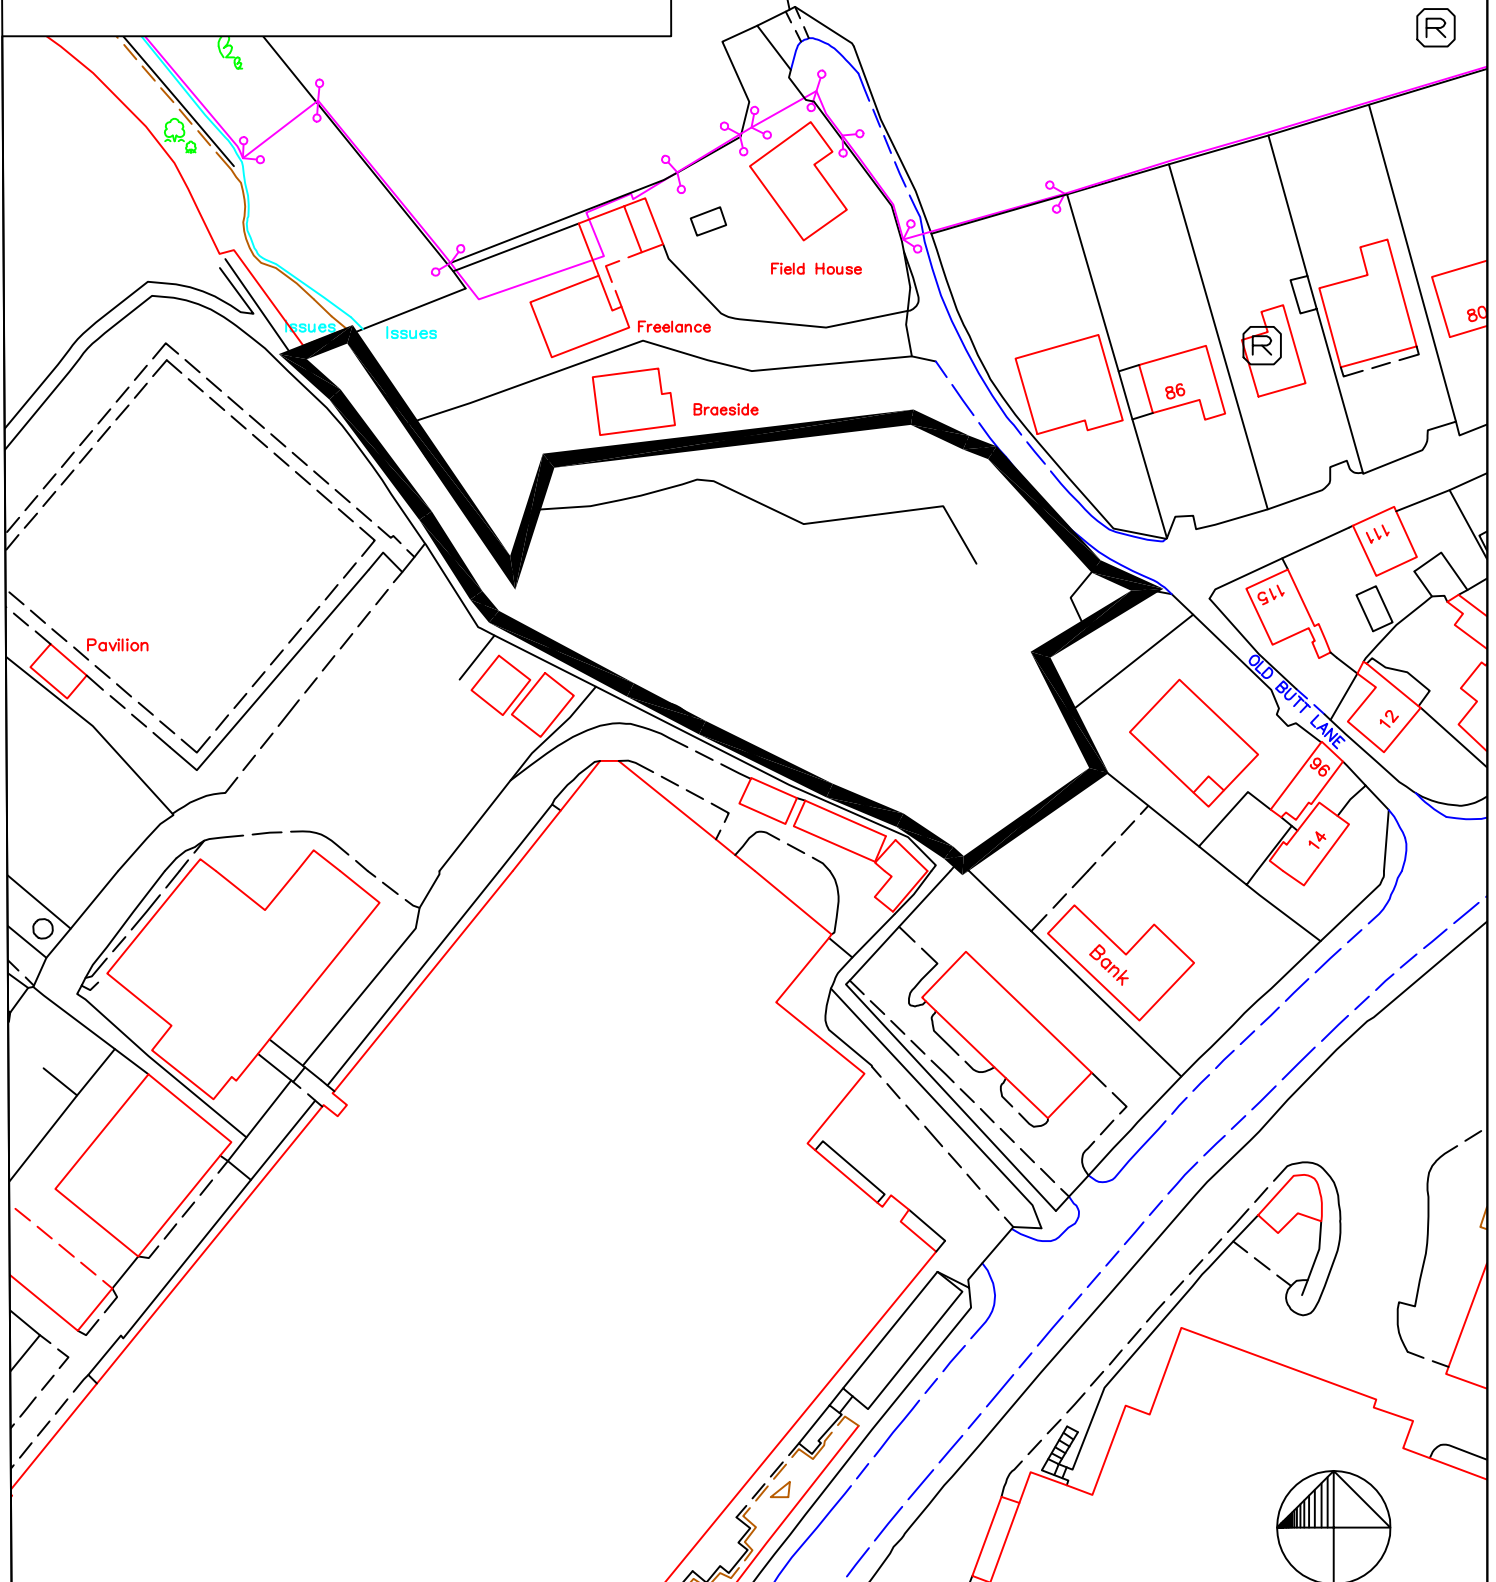 R
Field House
Issues
Issues
Freelance
R
80
86
Braeside
111
115
Pavilion
OLD BUTT LANE
12
96
14
Bank